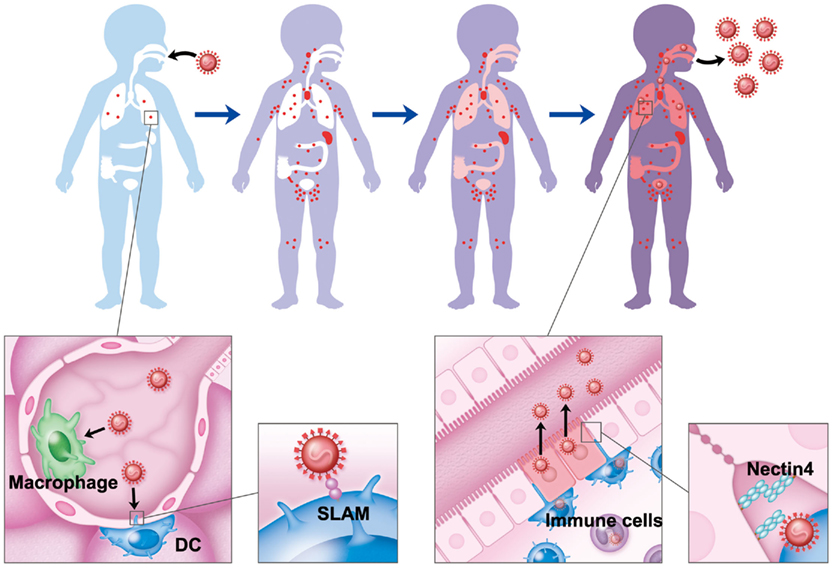 Macrophage
DC
SLAM
Immune cells
Nectin4